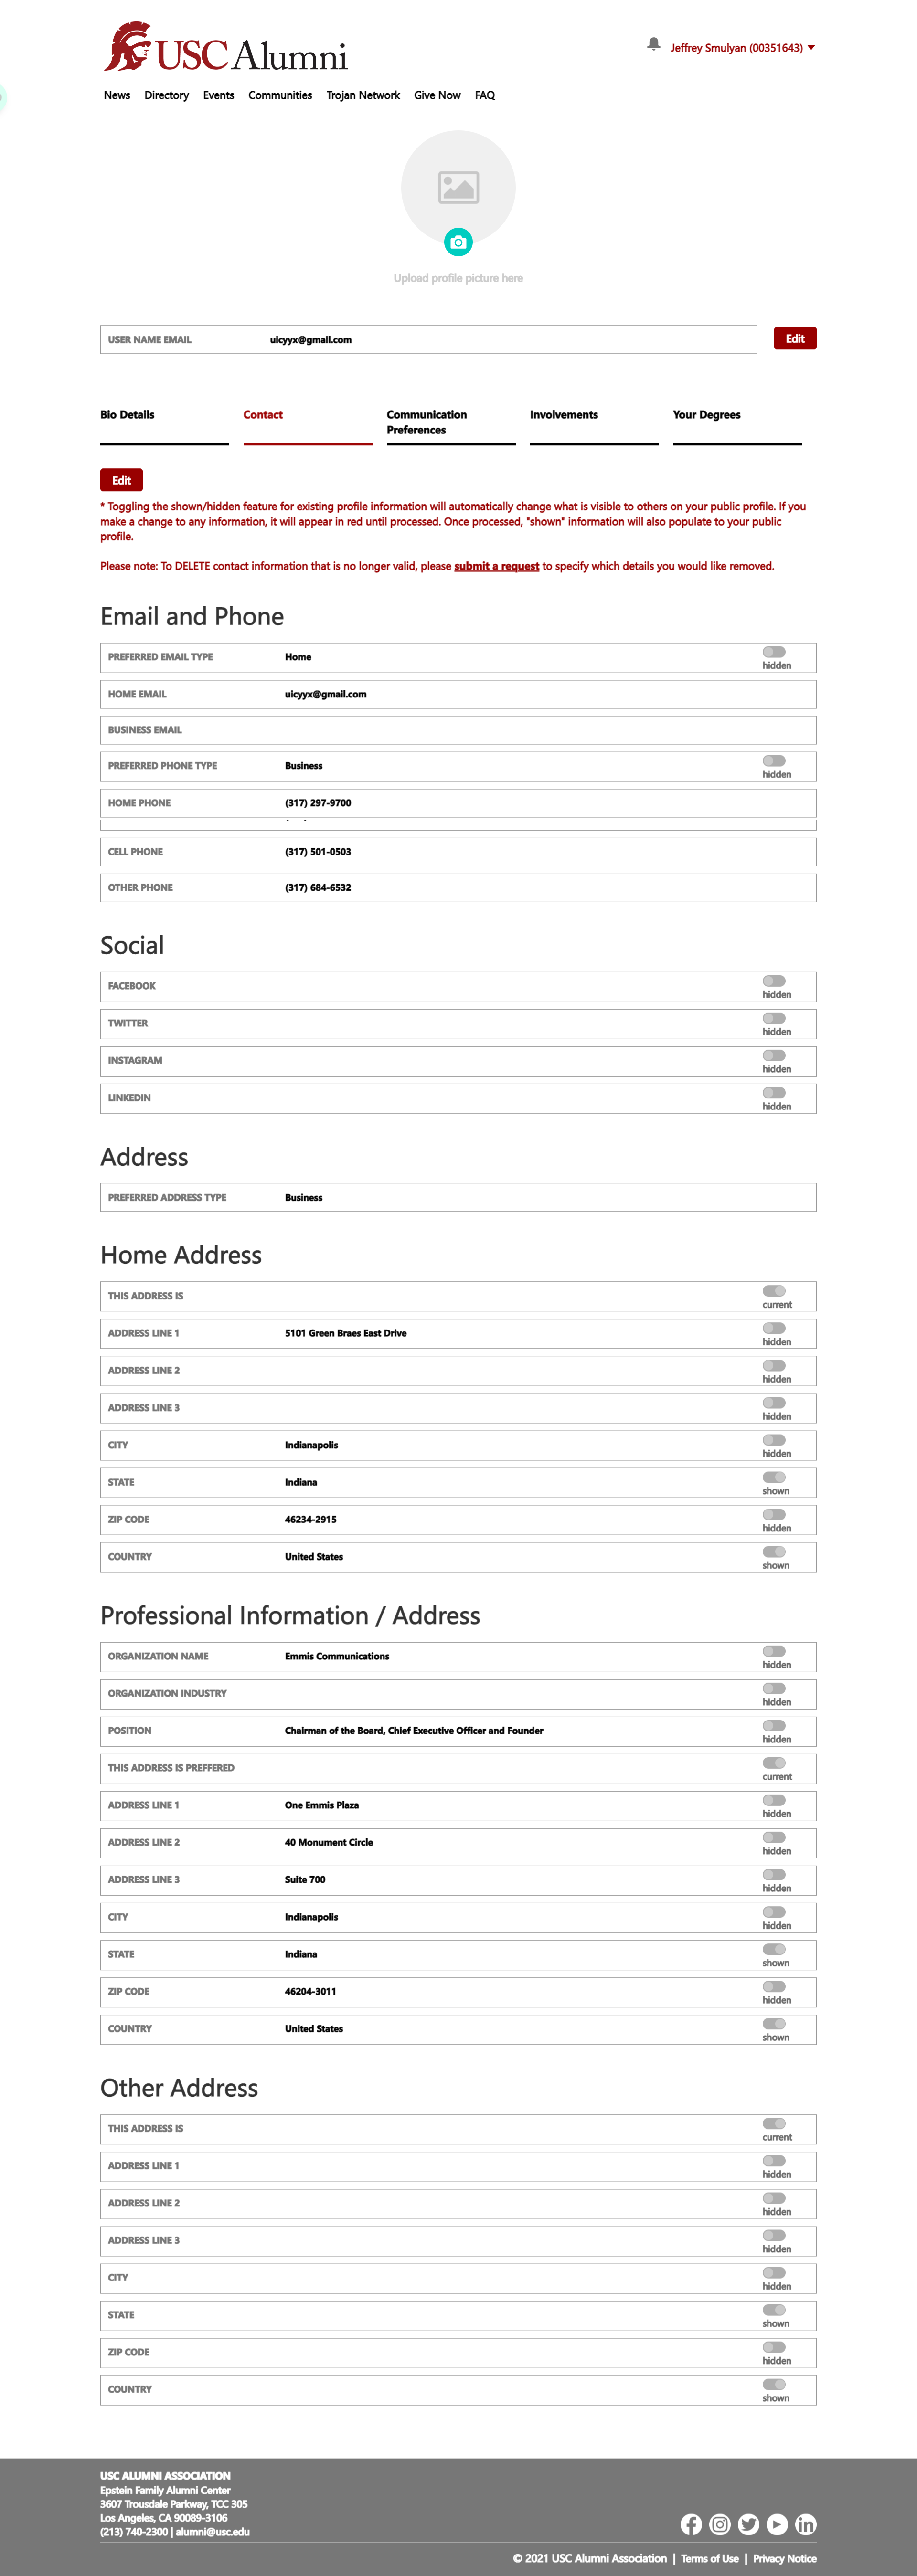 USC Alumni
Jeffrey Smulyan (00351643)
News Directory Events Communities Trojan Network Give Now FAQ
Upload profile picture here
USER NAME EMAIL uicyyx@gmail.com Edit
Bio Details Contact Communication Preferences Involvements Your Degrees
Edit
* Toggling the shown/hidden feature for existing profile information will automatically change what is visible to others on your public profile. If
you make a change to any information, it will appear in red until processed. Once processed, "shown" information will also populate to your public
profile.
Please note: To DELETE contact information that is no longer valid, please submit a request to specify which details you would like removed.
Email and Phone
PREFERRED EMAIL TYPE Home hidden
HOME EMAIL uicyyx@gmail.com
BUSINESS EMAIL
PREFERRED PHONE TYPE Business hidden
HOME PHONE (317) 297-9700
CELL PHONE (317) 501-0503
OTHER PHONE (317) 684-6532
Social
FACEBOOK hidden
TWITTER hidden
INSTAGRAM hidden
LINKEDIN hidden
Address
PREFERRED ADDRESS TYPE Business
Home Address
THIS ADDRESS IS current
ADDRESS LINE 1 5101 Green Braes East Drive hidden
ADDRESS LINE 2 hidden
ADDRESS LINE 3 hidden
CITY Indianapolis hidden
STATE Indiana shown
ZIP CODE 46234-2915 hidden
COUNTRY United States shown
Professional Information / Address
ORGANIZATION NAME Emmis Communications hidden
ORGANIZATION INDUSTRY hidden
POSITION Chairman of the Board, Chief Executive Officer and Founder hidden
THIS ADDRESS IS PREFFERED current
ADDRESS LINE 1 One Emmis Plaza hidden
ADDRESS LINE 2 40 Monument Circle hidden
ADDRESS LINE 3 Suite 700 hidden
CITY Indianapolis hidden
STATE Indiana shown
ZIP CODE 46204-3011 hidden
COUNTRY United States shown
Other Address
THIS ADDRESS IS current
ADDRESS LINE 1 hidden
ADDRESS LINE 2 hidden
ADDRESS LINE 3 hidden
CITY hidden
STATE shown
ZIP CODE hidden
COUNTRY shown
USC ALUMNI ASSOCIATION
Epstein Family Alumni Center
3607 Trousdale Parkway, TCC 305
Los Angeles, CA 90089-3106
(213) 740-2300 | alumni@usc.edu
© 2021 USC Alumni Association | Terms of Use | Privacy Notice